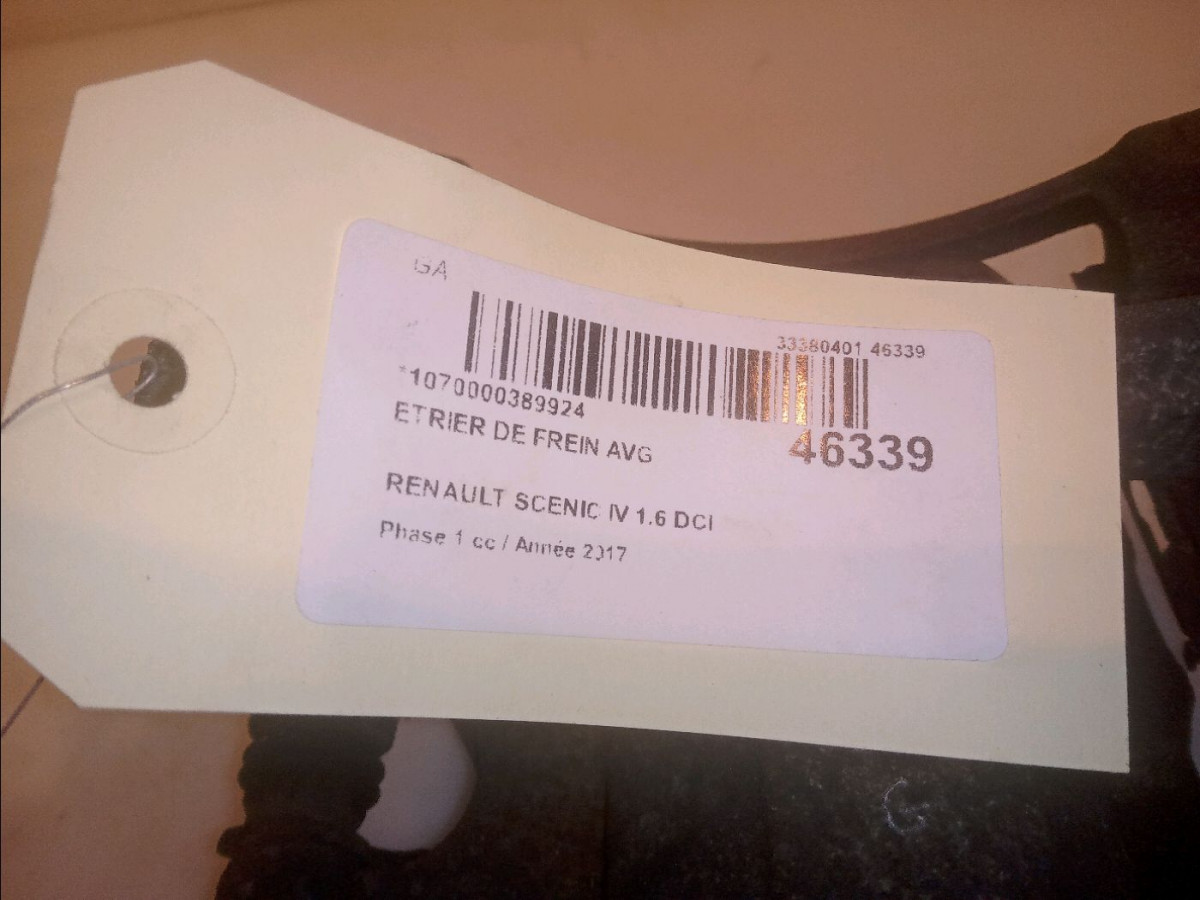 GA
33380401 46339
*1070000389924
46339
ETRIER DE FREIN AVG
RENAULT SCENIC IV 1.6 DCI
Phase 1 cc / Année 2017